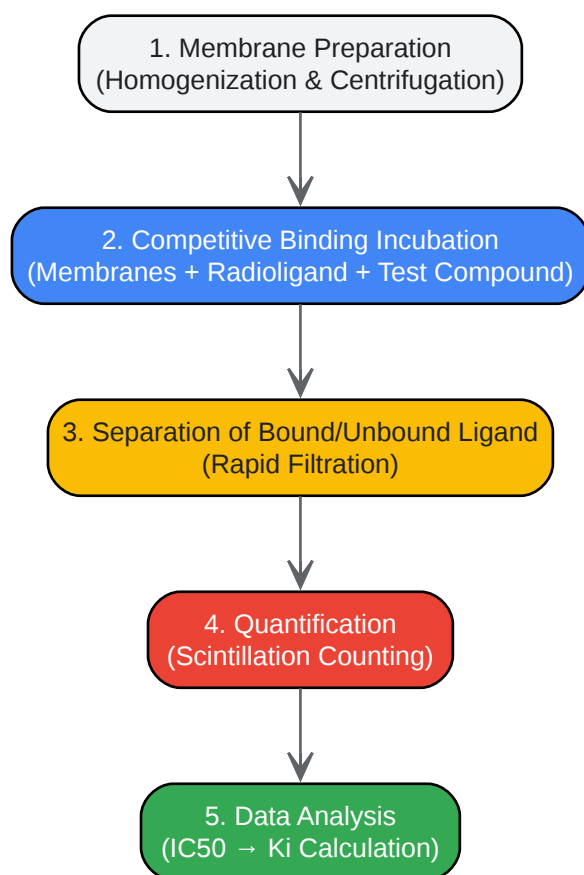 1. Membrane Preparation
(Homogenization & Centrifugation)
2. Competitive Binding Incubation
(Membranes + Radioligand + Test Compound)
3. Separation of Bound/Unbound Ligand
(Rapid Filtration)
4. Quantification
(Scintillation Counting)
5. Data Analysis
(IC50 → Ki Calculation)